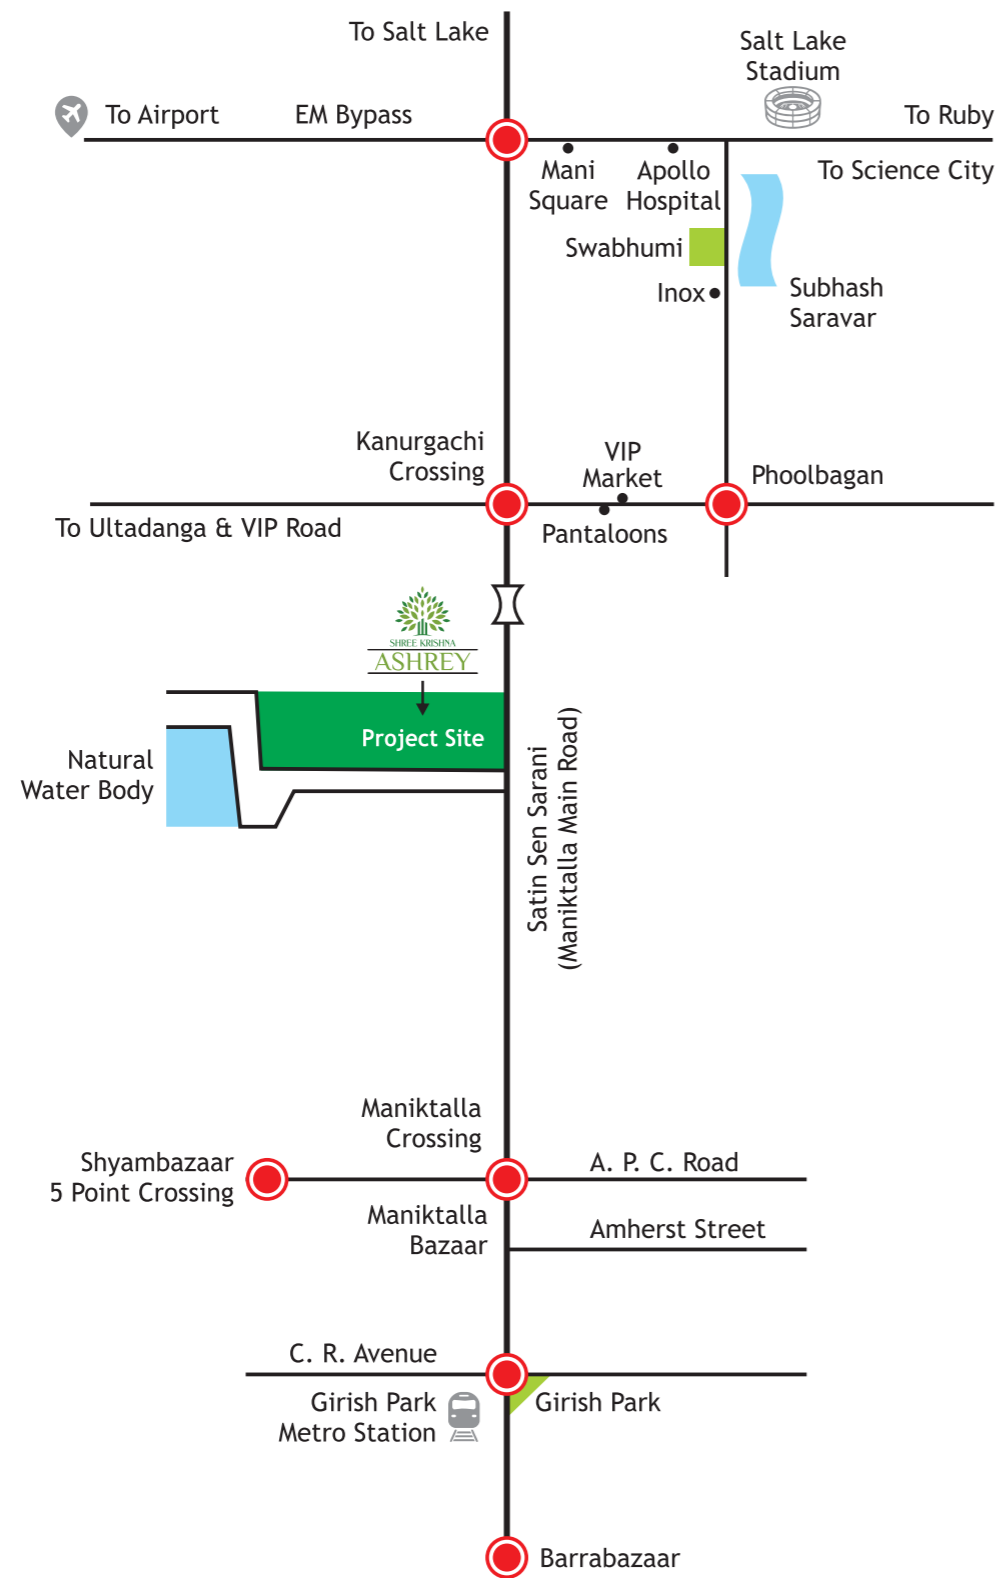 To Salt Lake
Salt Lake
Stadium
To Airport
EM Bypass
To Ruby
Mani
Square
Apollo
Hospital
To Science City
Swabhumi
Inox
Subhash
Saravar
Kanurgachi
Crossing
VIP
Market
Phoolbagan
To Ultadanga & VIP Road
Pantaloons
SHREE KRISHNA
ASHREY
Project Site
Natural
Water Body
Satin Sen Sarani
(Maniktalla Main Road)
Maniktalla
Crossing
Shyambazaar
5 Point Crossing
A. P. C. Road
Maniktalla
Bazaar
Amherst Street
C. R. Avenue
Girish Park
Metro Station
Girish Park
Barrabazaar